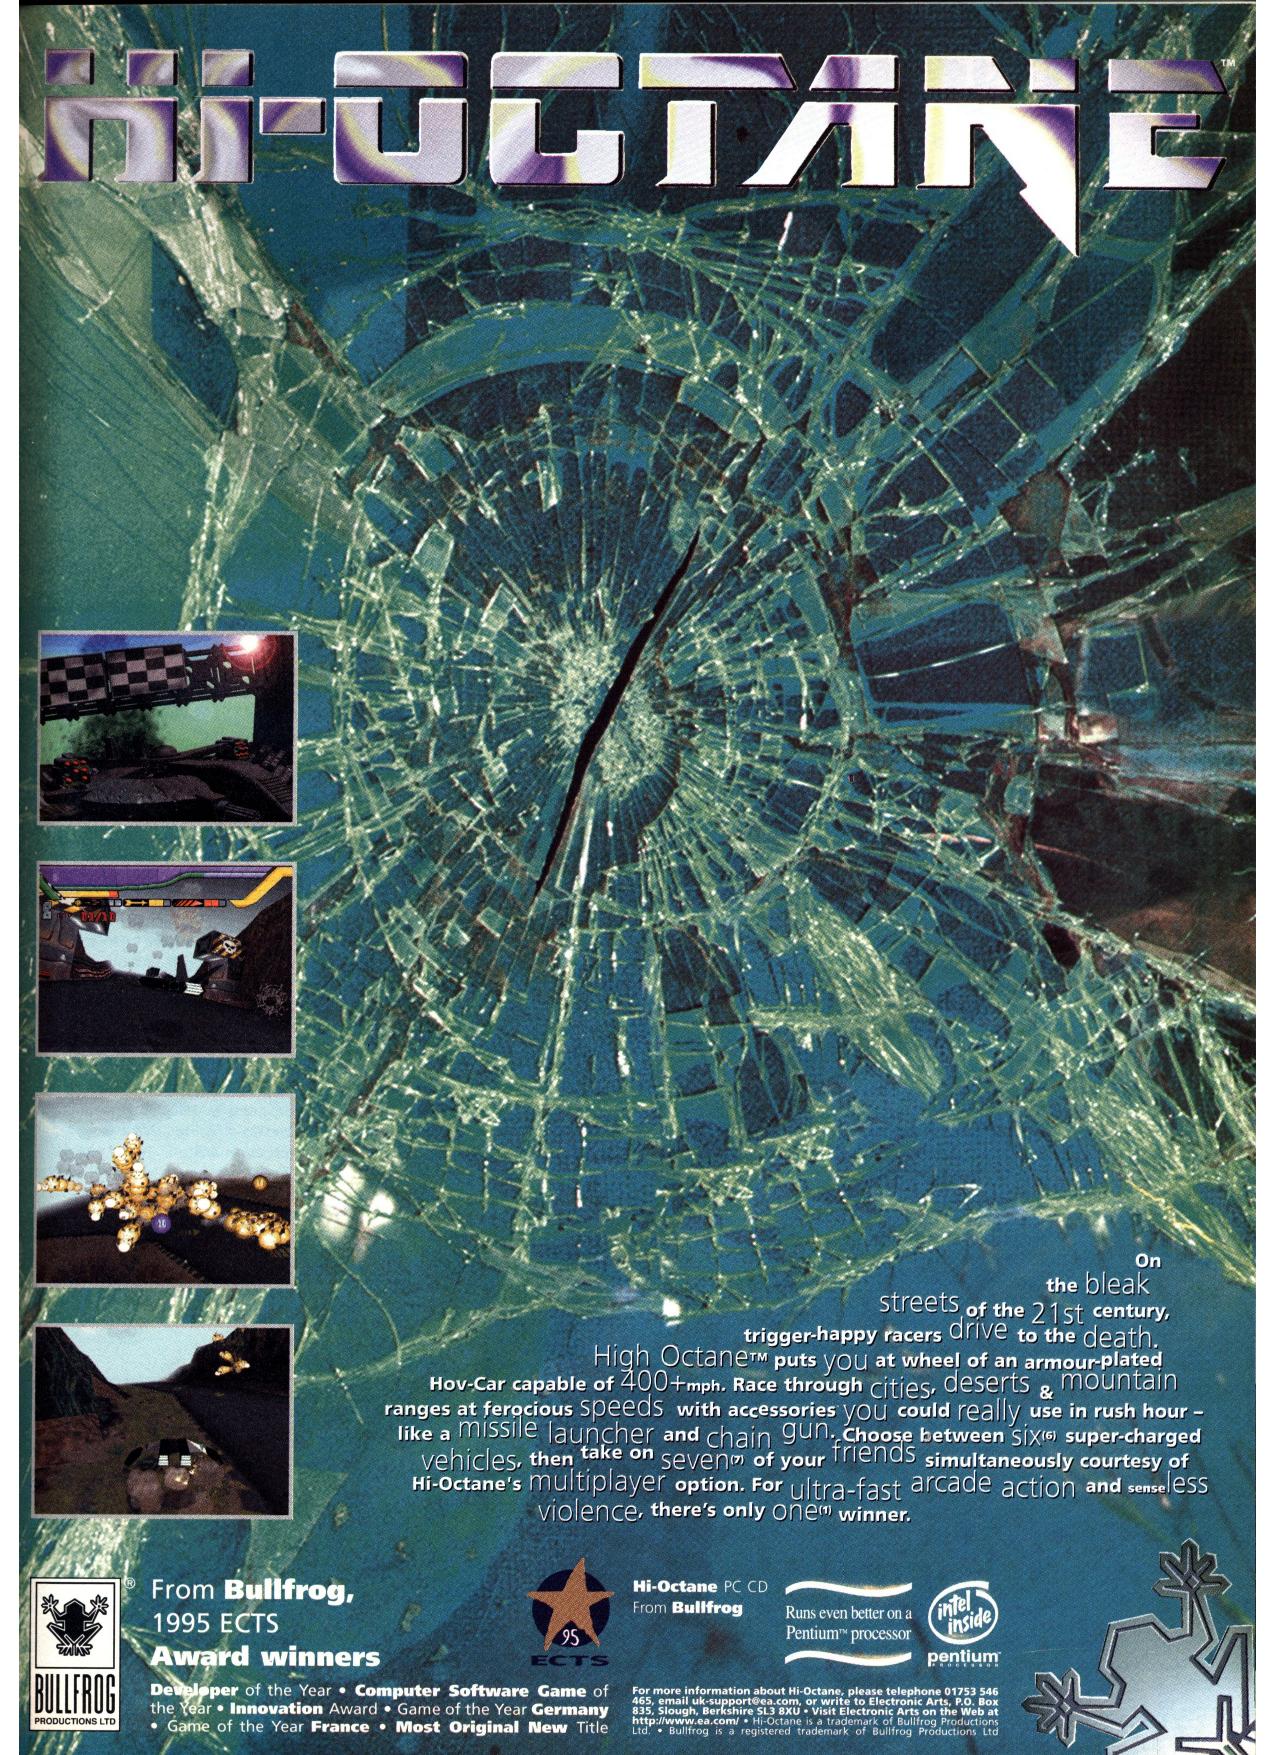 Hi-OCTANE™
On
the bleak
streets of the 21st century,
trigger-happy racers drive to the death.
High Octane™ puts you at wheel of an armour-plated
Hov-Car capable of 400+mph. Race through cities, deserts & mountain
ranges at ferocious speeds with accessories you could really use in rush hour –
like a missile launcher and chain gun. Choose between six(6) super-charged
vehicles, then take on seven(7) of your friends simultaneously courtesy of
Hi-Octane's multiplayer option. For ultra-fast arcade action and senseless
violence, there's only one(1) winner.
BULLFROG
PRODUCTIONS LTD
®
From Bullfrog,
1995 ECTS
Award winners
Developer of the Year • Computer Software Game of
the Year • Innovation Award • Game of the Year Germany
• Game of the Year France • Most Original New Title
95
ECTS
Hi-Octane PC CD
From Bullfrog
Runs even better on a
Pentium™ processor
intel
inside
pentium™
PROCESSOR
For more information about Hi-Octane, please telephone 01753 546
465, email uk-support@ea.com, or write to Electronic Arts, P.O. Box
835, Slough, Berkshire SL3 8XU • Visit Electronic Arts on the Web at
http://www.ea.com/ • Hi-Octane is a trademark of Bullfrog Productions
Ltd. • Bullfrog is a registered trademark of Bullfrog Productions Ltd